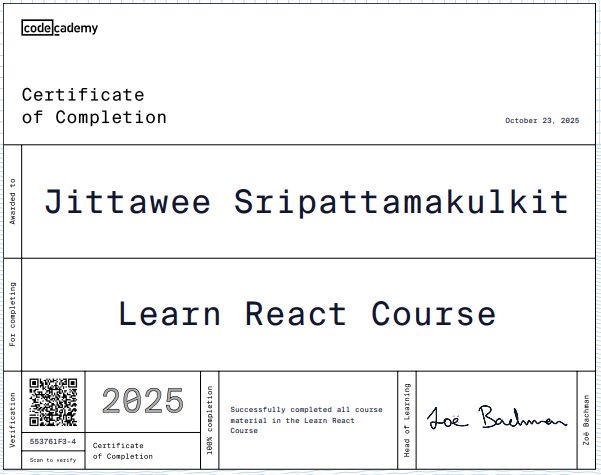 codecademy
Certificate
of Completion
October 23, 2025
Awarded to
Jittawee Sripattamakulkit
For completing
Learn React Course
Verification
553761F3-4
Scan to verify
2025
Certificate
of Completion
100% completion
Successfully completed all course
material in the Learn React
Course
Head of Learning
Zoë Bachman
Zoë Bachman